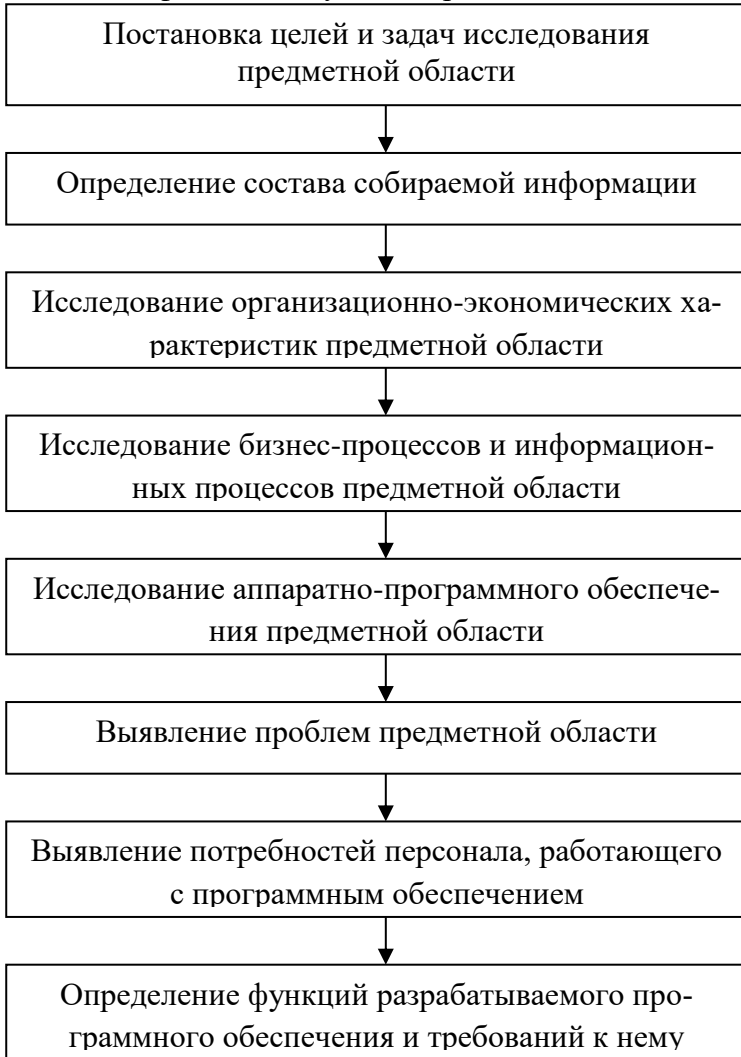 Постановка целей и задач исследования
предметной области
Определение состава собираемой информации
Исследование организационно-экономических ха-
рактеристик предметной области
Исследование бизнес-процессов и информацион-
ных процессов предметной области
Исследование аппаратно-программного обеспече-
ния предметной области
Выявление проблем предметной области
Выявление потребностей персонала, работающего
с программным обеспечением
Определение функций разрабатываемого про-
граммного обеспечения и требований к нему